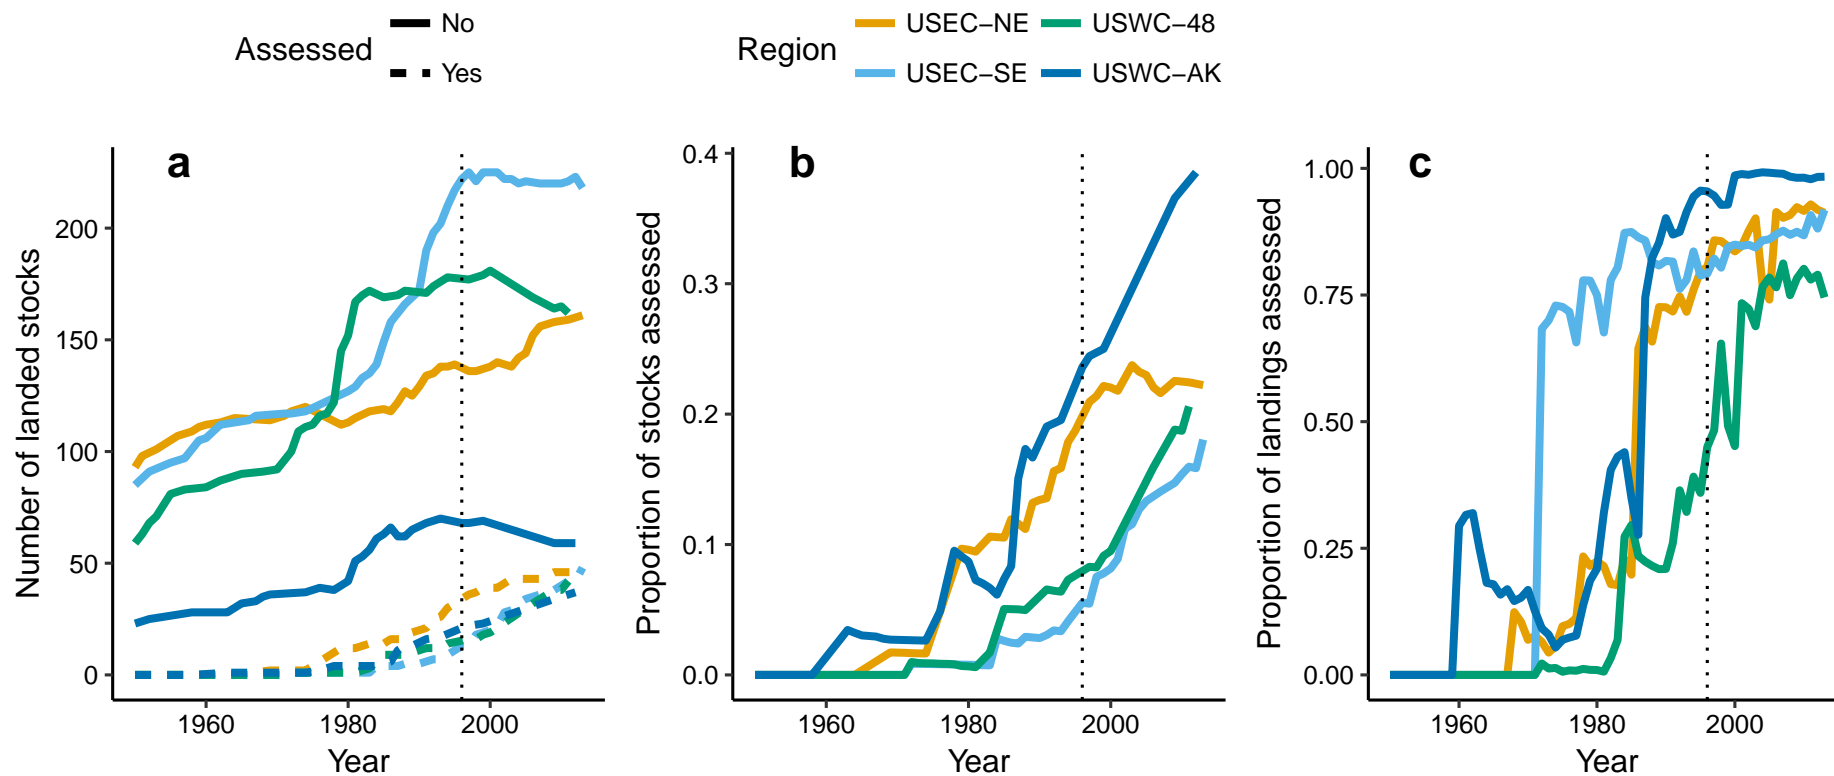 Assessed
No
Yes
Region
USEC−NE
USWC−48
USEC−SE
USWC−AK
a
Number of landed stocks
200
150
100
50
0
1960
1980
2000
Year
b
Proportion of stocks assessed
0.4
0.3
0.2
0.1
0.0
1960
1980
2000
Year
c
Proportion of landings assessed
1.00
0.75
0.50
0.25
0.00
1960
1980
2000
Year